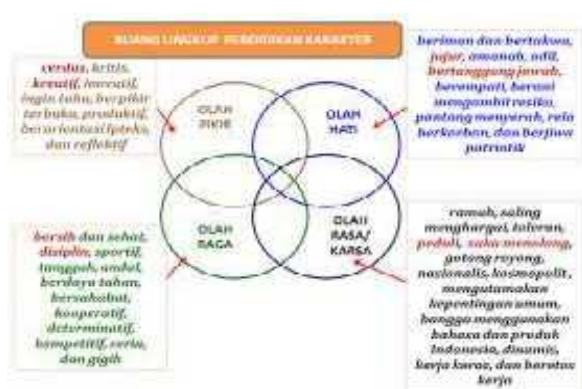 RUANG LINGKUP PENDIDIKAN KARAKTER
cerdas, kritis,
kreatif, inovatif,
ingin tahu, berpikir
terbuka, produktif,
berorientasi Ipteks,
dan reflektif
OLAH
PIKIR
OLAH
HATI
beriman dan bertakwa,
jujur, amanah, adil,
bertanggung jawab,
berempati, berani
mengambil resiko,
pantang menyerah, rela
berkorban, dan berjiwa
patriotik
bersih dan sehat,
disiplin, sportif,
tangguh, andal,
berdaya tahan,
bersahabat,
kooperatif,
determinatif,
kompetitif, ceria,
dan gigih
OLAH
RAGA
OLAH
RASA/
KARSA
ramah, saling
menghargai, toleran,
peduli, suka menolong,
gotong royong,
nasionalis, kosmopolit,
mengutamakan
kepentingan umum,
bangga menggunakan
bahasa dan produk
Indonesia, dinamis,
kerja keras, dan beretos
kerja